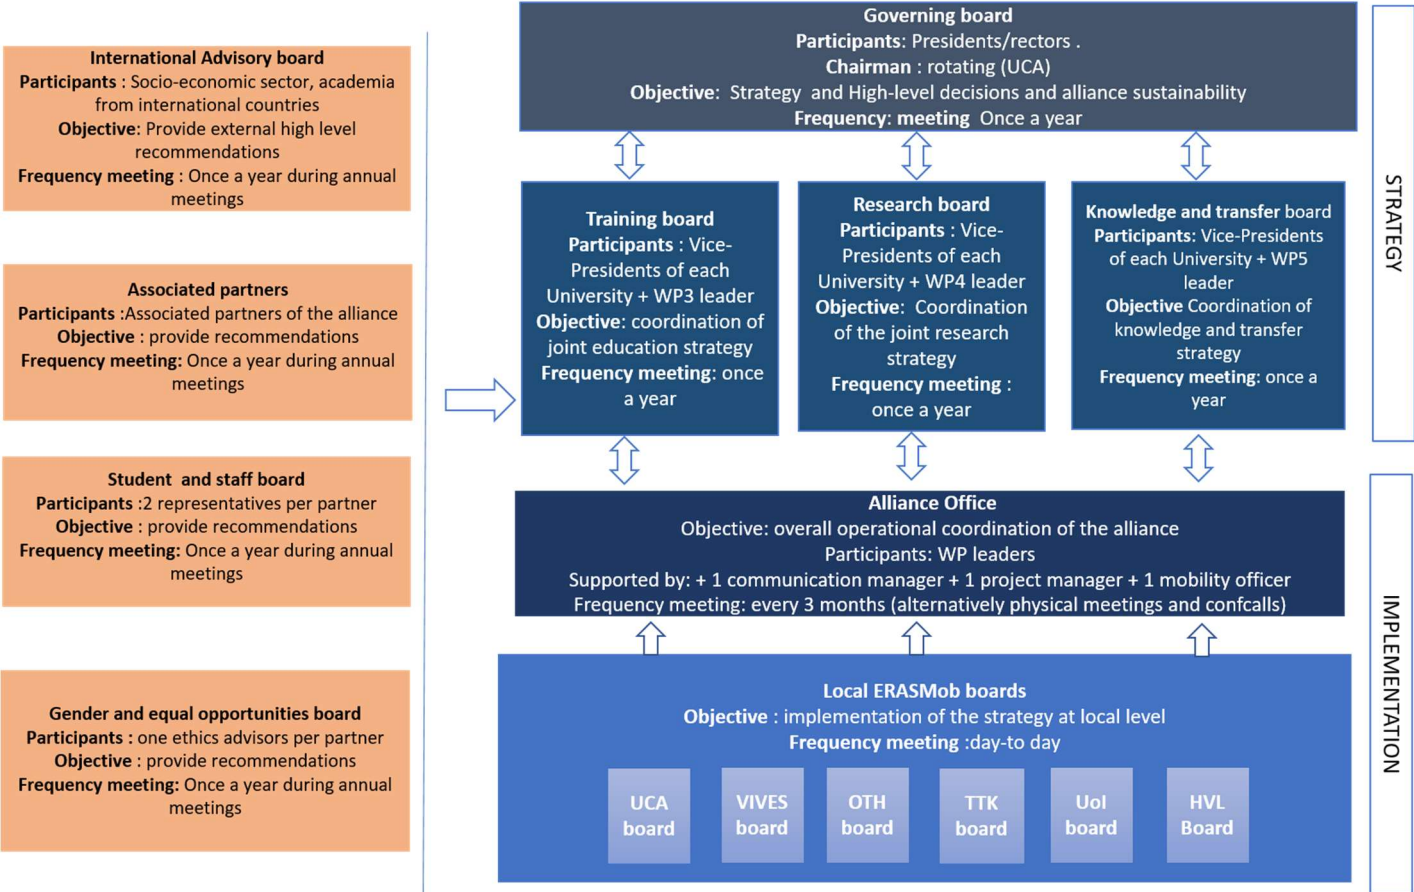 International Advisory board
Participants : Socio-economic sector, academia
from international countries
Objective: Provide external high level
recommendations
Frequency meeting : Once a year during annual
meetings
Associated partners
Participants :Associated partners of the alliance
Objective : provide recommendations
Frequency meeting: Once a year during annual
meetings
Student and staff board
Participants :2 representatives per partner
Objective : provide recommendations
Frequency meeting: Once a year during annual
meetings
Gender and equal opportunities board
Participants : one ethics advisors per partner
Objective : provide recommendations
Frequency meeting: Once a year during annual
meetings
Governing board
Participants: Presidents/rectors .
Chairman : rotating (UCA)
Objective: Strategy and High-level decisions and alliance sustainability
Frequency: meeting Once a year
Training board
Participants : Vice-
Presidents of each
University + WP3 leader
Objective: coordination of
joint education strategy
Frequency meeting: once
a year
Research board
Participants : Vice-
Presidents of each
University + WP4 leader
Objective: Coordination
of the joint research
strategy
Frequency meeting :
once a year
Knowledge and transfer board
Participants: Vice-Presidents
of each University + WP5
leader
Objective Coordination of
knowledge and transfer
strategy
Frequency meeting: once a
year
Alliance Office
Objective: overall operational coordination of the alliance
Participants: WP leaders
Supported by: + 1 communication manager + 1 project manager + 1 mobility officer
Frequency meeting: every 3 months (alternatively physical meetings and confcalls)
Local ERASMob boards
Objective : implementation of the strategy at local level
Frequency meeting :day-to day
UCA
board
VIVES
board
OTH
board
TTK
board
UoI
board
HVL
Board
STRATEGY
IMPLEMENTATION